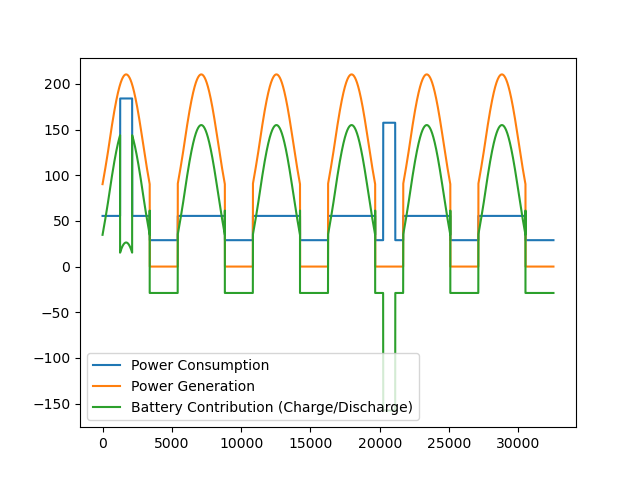 200
150
100
50
0
−50
−100
−150
Power Consumption
Power Generation
Battery Contribution (Charge/Discharge)
0 5000 10000 15000 20000 25000 30000